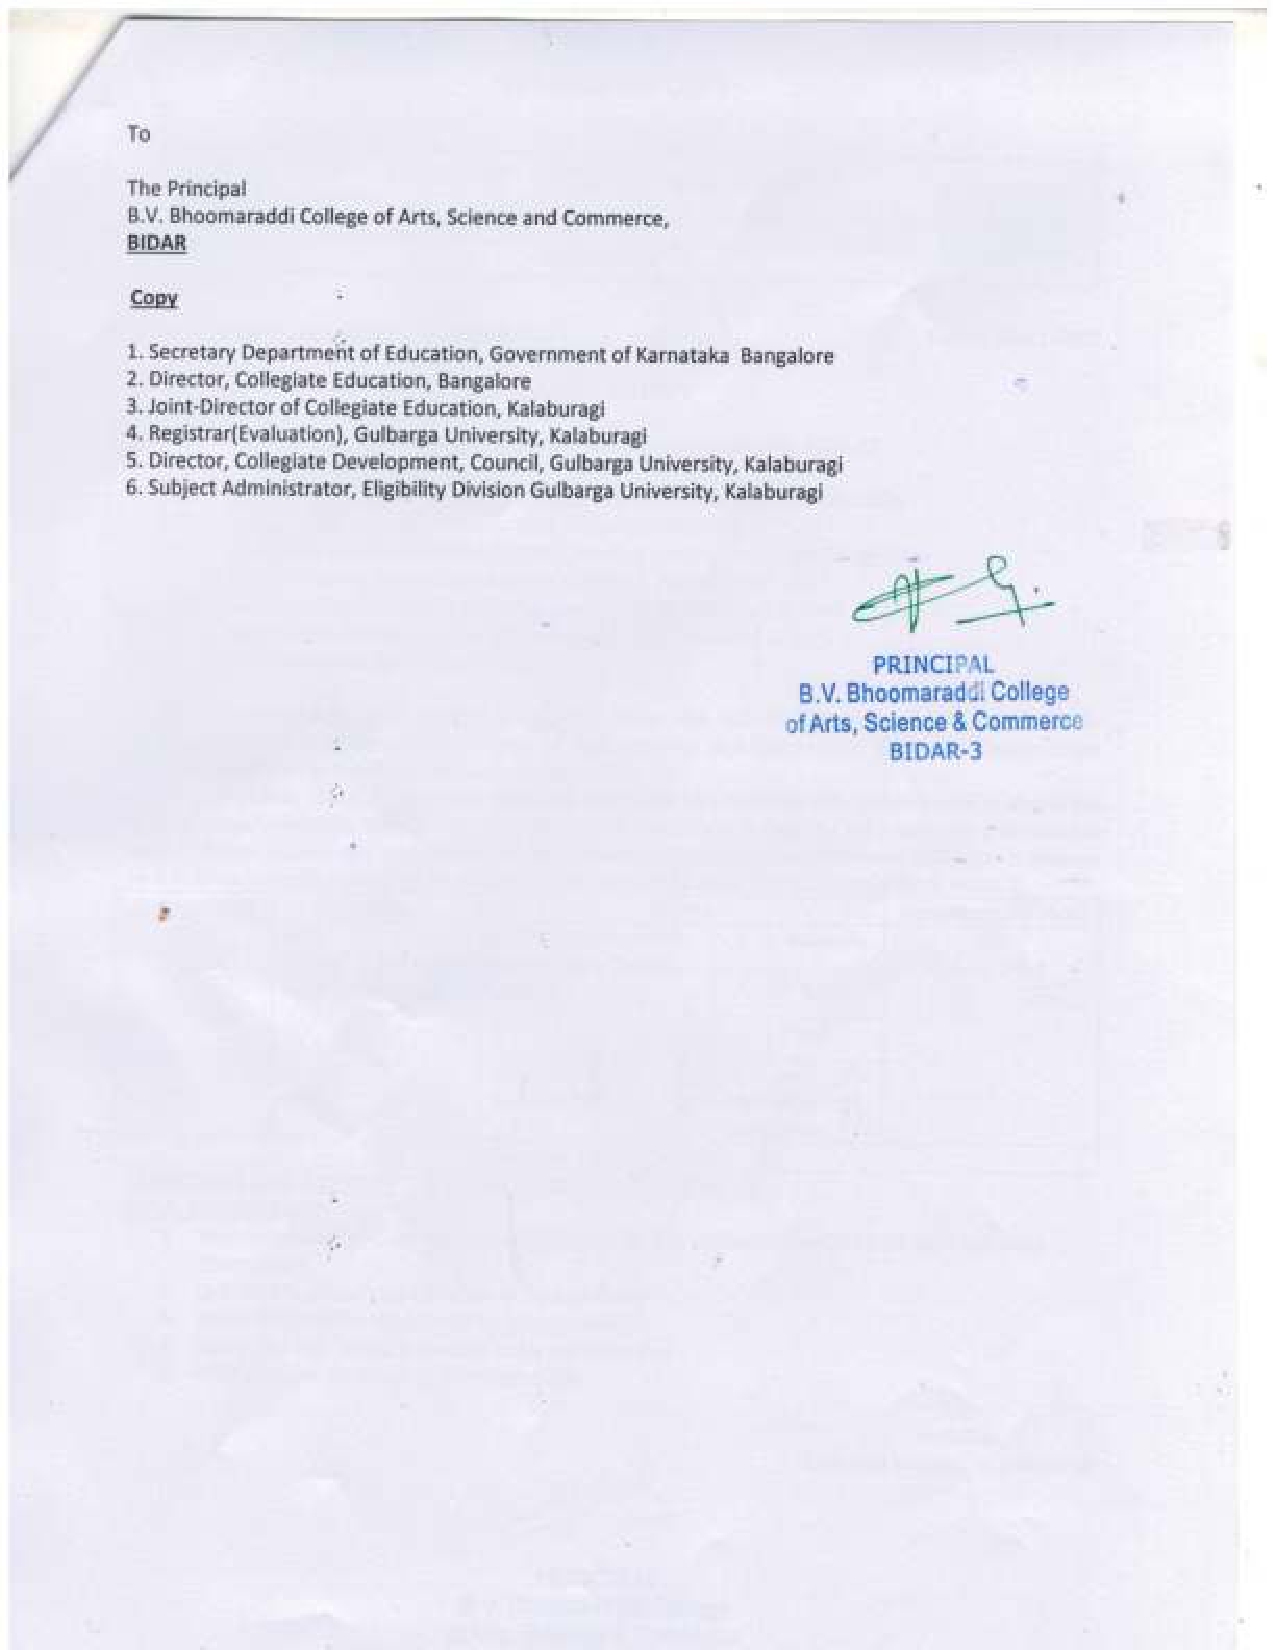 To
The Principal
B.V. Bhoomaraddi College of Arts, Science and Commerce,
BIDAR
Copy
1. Secretary Department of Education, Government of Karnataka Bangalore
2. Director, Collegiate Education, Bangalore
3. Joint-Director of Collegiate Education, Kalaburagi
4. Registrar(Evaluation), Gulbarga University, Kalaburagi
5. Director, Collegiate Development, Council, Gulbarga University, Kalaburagi
6. Subject Administrator, Eligibility Division Gulbarga University, Kalaburagi
PRINCIPAL
B.V. Bhoomaraddi College
of Arts, Science & Commerce
BIDAR-3